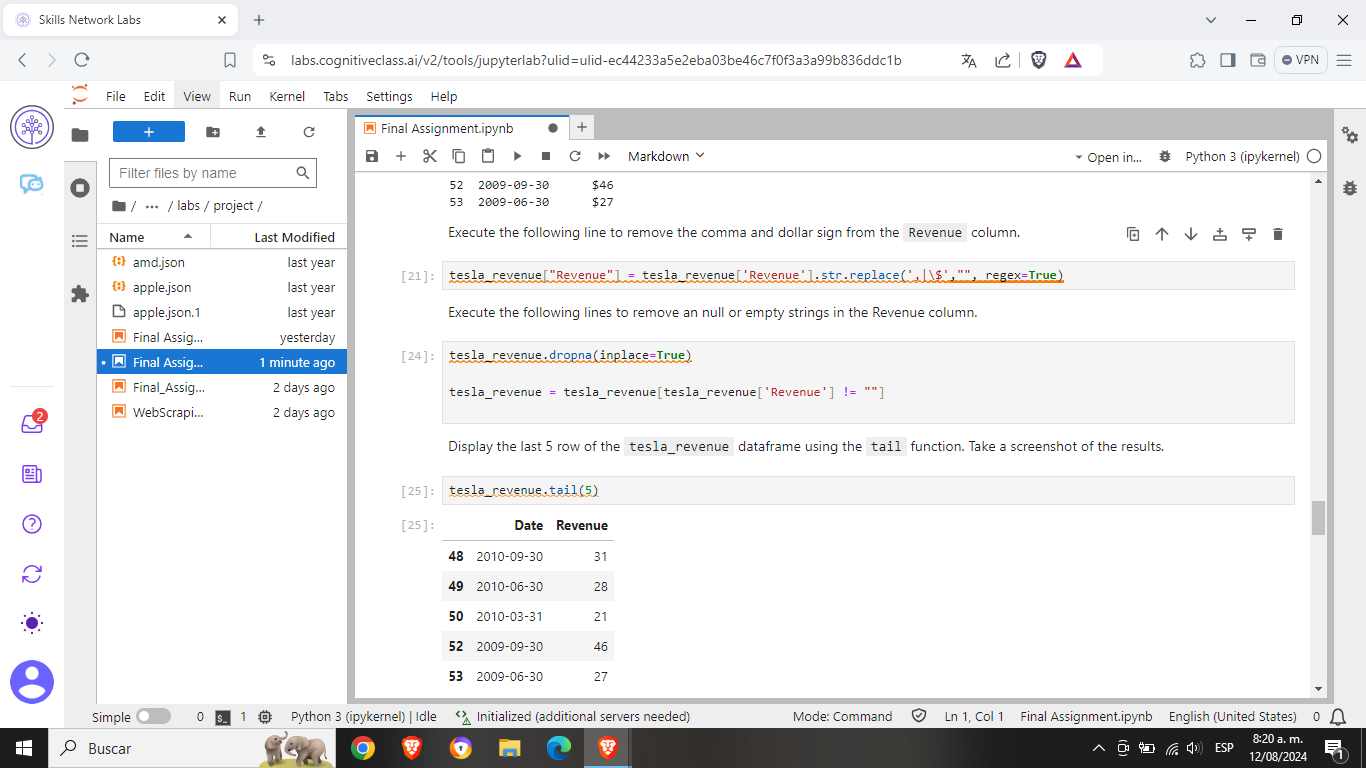 Skills Network Labs
labs.cognitiveclass.ai/v2/tools/jupyterlab?ulid=ulid-ec44233a5e2eba03be46c7f0f3a3a99b836ddc1b
VPN
File Edit View Run Kernel Tabs Settings Help
Final Assignment.ipynb
Markdown
Open in...
Python 3 (ipykernel)
Filter files by name
/ ... / labs / project /
Name Last Modified
amd.json last year
apple.json last year
apple.json.1 last year
Final Assig... yesterday
Final Assig... 1 minute ago
Final_Assig... 2 days ago
WebScrapi... 2 days ago
2
52 2009-09-30 $46
53 2009-06-30 $27
Execute the following line to remove the comma and dollar sign from the Revenue column.
[21]: tesla_revenue["Revenue"] = tesla_revenue['Revenue'].str.replace(',|\$',"", regex=True)
Execute the following lines to remove an null or empty strings in the Revenue column.
[24]: tesla_revenue.dropna(inplace=True)
tesla_revenue = tesla_revenue[tesla_revenue['Revenue'] != ""]
Display the last 5 row of the tesla_revenue dataframe using the tail function. Take a screenshot of the results.
[25]: tesla_revenue.tail(5)
[25]: Date Revenue
48 2010-09-30 31
49 2010-06-30 28
50 2010-03-31 21
52 2009-09-30 46
53 2009-06-30 27
Simple 0 $_ 1 Python 3 (ipykernel) | Idle Initialized (additional servers needed) Mode: Command Ln 1, Col 1 Final Assignment.ipynb English (United States) 0
Buscar
ESP
8:20 a. m.
12/08/2024
1